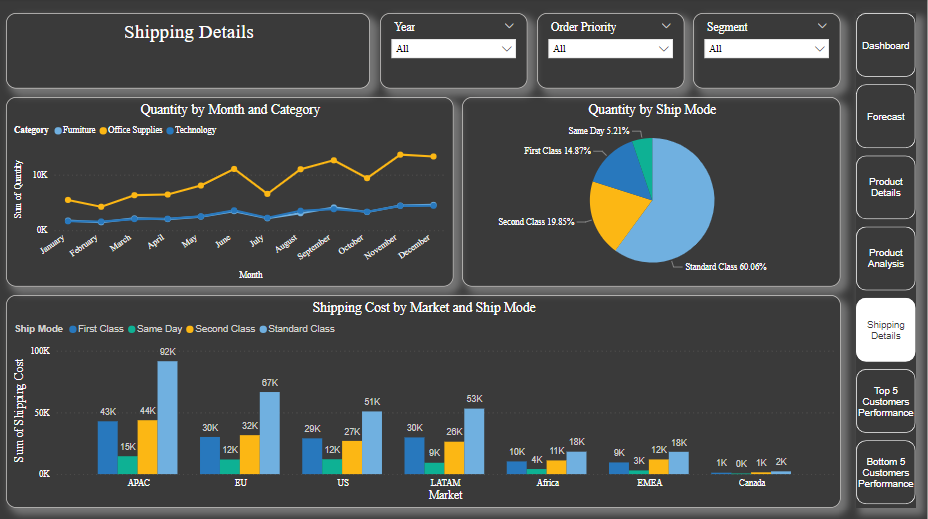 Shipping Details
Year
All
Order Priority
All
Segment
All
Dashboard
Forecast
Product
Details
Product
Analysis
Shipping
Details
Top 5
Customers
Performance
Bottom 5
Customers
Performance
Quantity by Month and Category
Category Furniture Office Supplies Technology
Sum of Quantity
10K
0K
January
February
March
April
May
June
July
August
September
October
November
December
Month
Quantity by Ship Mode
Same Day 5.21%
First Class 14.87%
Second Class 19.85%
Standard Class 60.06%
Shipping Cost by Market and Ship Mode
Ship Mode First Class Same Day Second Class Standard Class
Sum of Shipping Cost
100K
50K
0K
43K 15K 44K 92K
30K 12K 32K 67K
29K 12K 27K 51K
30K 9K 26K 53K
10K 4K 11K 18K
9K 3K 12K 18K
1K 0K 1K 2K
APAC EU US LATAM Africa EMEA Canada
Market